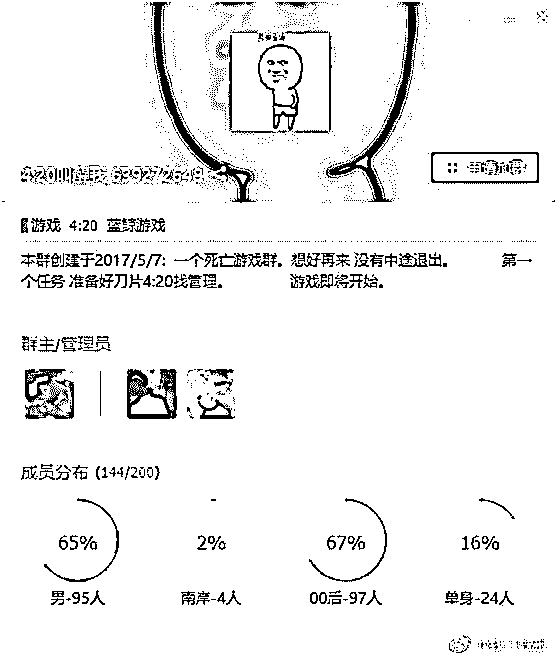 4:20叫醒我 639272649
申请加群
游戏 4:20 蓝鲸游戏
本群创建于2017/5/7: 一个死亡游戏群。想好再来 没有中途退出。 第一
个任务 准备好刀片4:20找管理。 游戏即将开始。
群主/管理员
成员分布 (144/200)
65% 2% 67% 16%
男-95人 南岸-4人 00后-97人 单身-24人